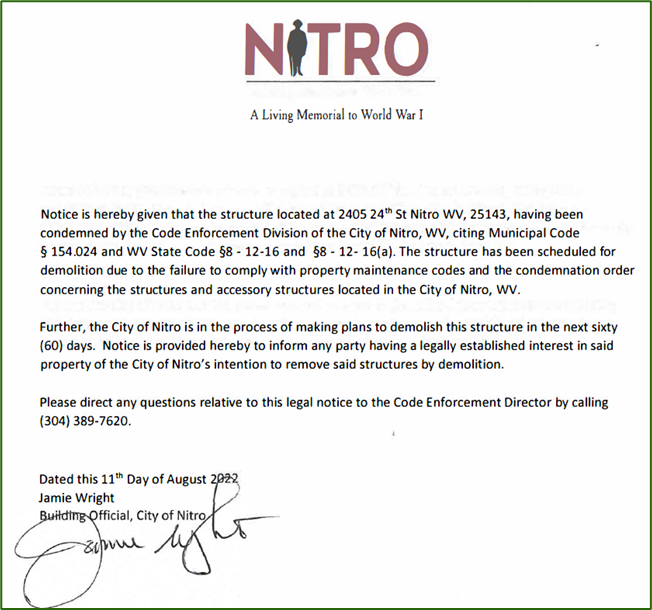 NITRO
A Living Memorial to World War I
Notice is hereby given that the structure located at 2405 24th St Nitro WV, 25143, having been
condemned by the Code Enforcement Division of the City of Nitro, WV, citing Municipal Code
§ 154.024 and WV State Code §8 - 12-16 and §8 - 12- 16(a). The structure has been scheduled for
demolition due to the failure to comply with property maintenance codes and the condemnation order
concerning the structures and accessory structures located in the City of Nitro, WV.
Further, the City of Nitro is in the process of making plans to demolish this structure in the next sixty
(60) days. Notice is provided hereby to inform any party having a legally established interest in said
property of the City of Nitro's intention to remove said structures by demolition.
Please direct any questions relative to this legal notice to the Code Enforcement Director by calling
(304) 389-7620.
Dated this 11th Day of August 2022
Jamie Wright
Building Official, City of Nitro
Jamie Wright